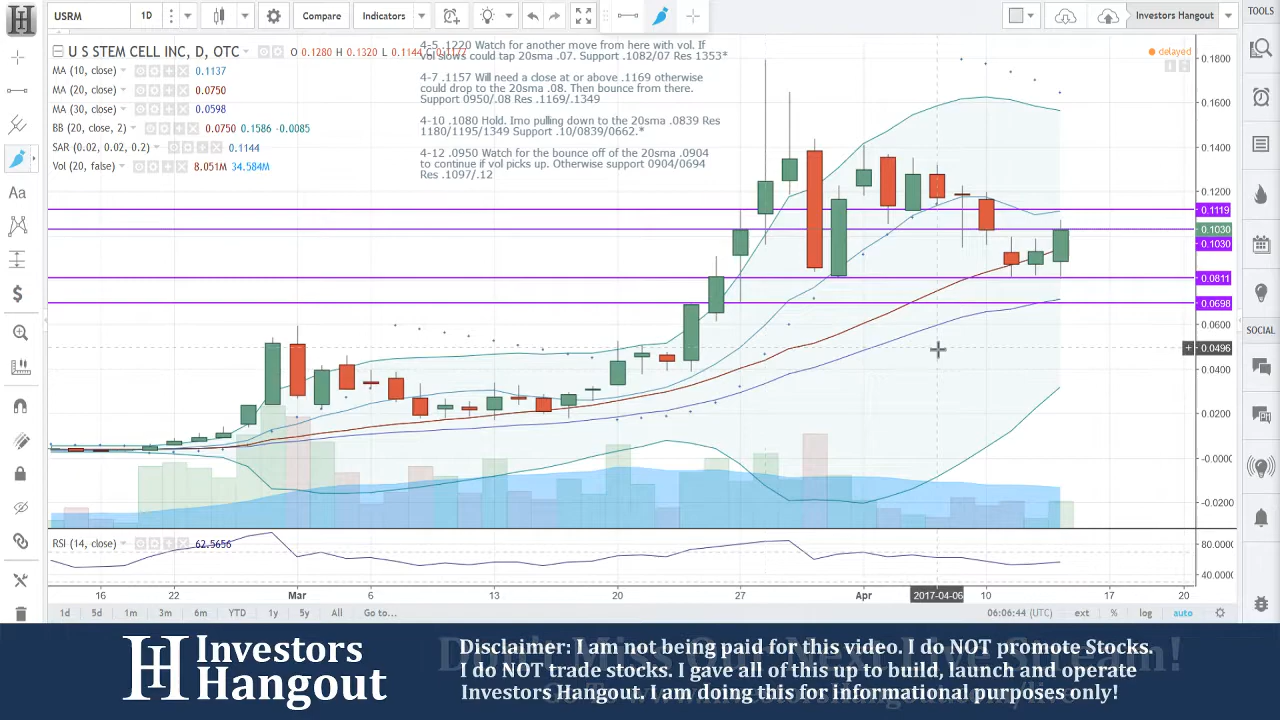 USRM 1D Compare Indicators Investors Hangout TOOLS
U S STEM CELL INC, D, OTC O 0.1280 H 0.1320 L 0.1144
MA (10, close) 0.1137
MA (20, close) 0.0750
MA (30, close) 0.0598
BB (20, close, 2) 0.0750 0.1586 -0.0085
SAR (0.02, 0.02, 0.2) 0.1144
Vol (20, false) 8.051M 34.584M
4-5 .1220 Watch for another move from here with vol. If
vol slows could tap 20sma .07. Support .1082/07 Res 1353*
4-7 .1157 Will need a close at or above .1169 otherwise
could drop to the 20sma .08. Then bounce from there.
Support 0950/.08 Res .1169/.1349
4-10 .1080 Hold. Imo pulling down to the 20sma .0839 Res
1180/1195/1349 Support .10/0839/0662.*
4-12 .0950 Watch for the bounce off of the 20sma .0904
to continue if vol picks up. Otherwise support 0904/0694
Res .1097/.12
delayed
0.1800
0.1600
0.1400
0.1200
0.1119
0.1030
0.1030
0.0811
0.0698
0.0600
0.0496
0.0400
0.0200
-0.0000
-0.0200
SOCIAL
Aa
$
RSI (14, close) 62.5656
80.0000
40.0000
16 22 Mar 6 13 20 27 Apr 2017-04-06 10 17 20
1d 5d 1m 3m 6m YTD 1y 5y All Go to... 06:06:44 (UTC) ext % log auto
IH Investors
Hangout
Disclaimer: I am not being paid for this video. I do NOT promote Stocks.
I do NOT trade stocks. I gave all of this up to build, launch and operate
Investors Hangout. I am doing this for informational purposes only!